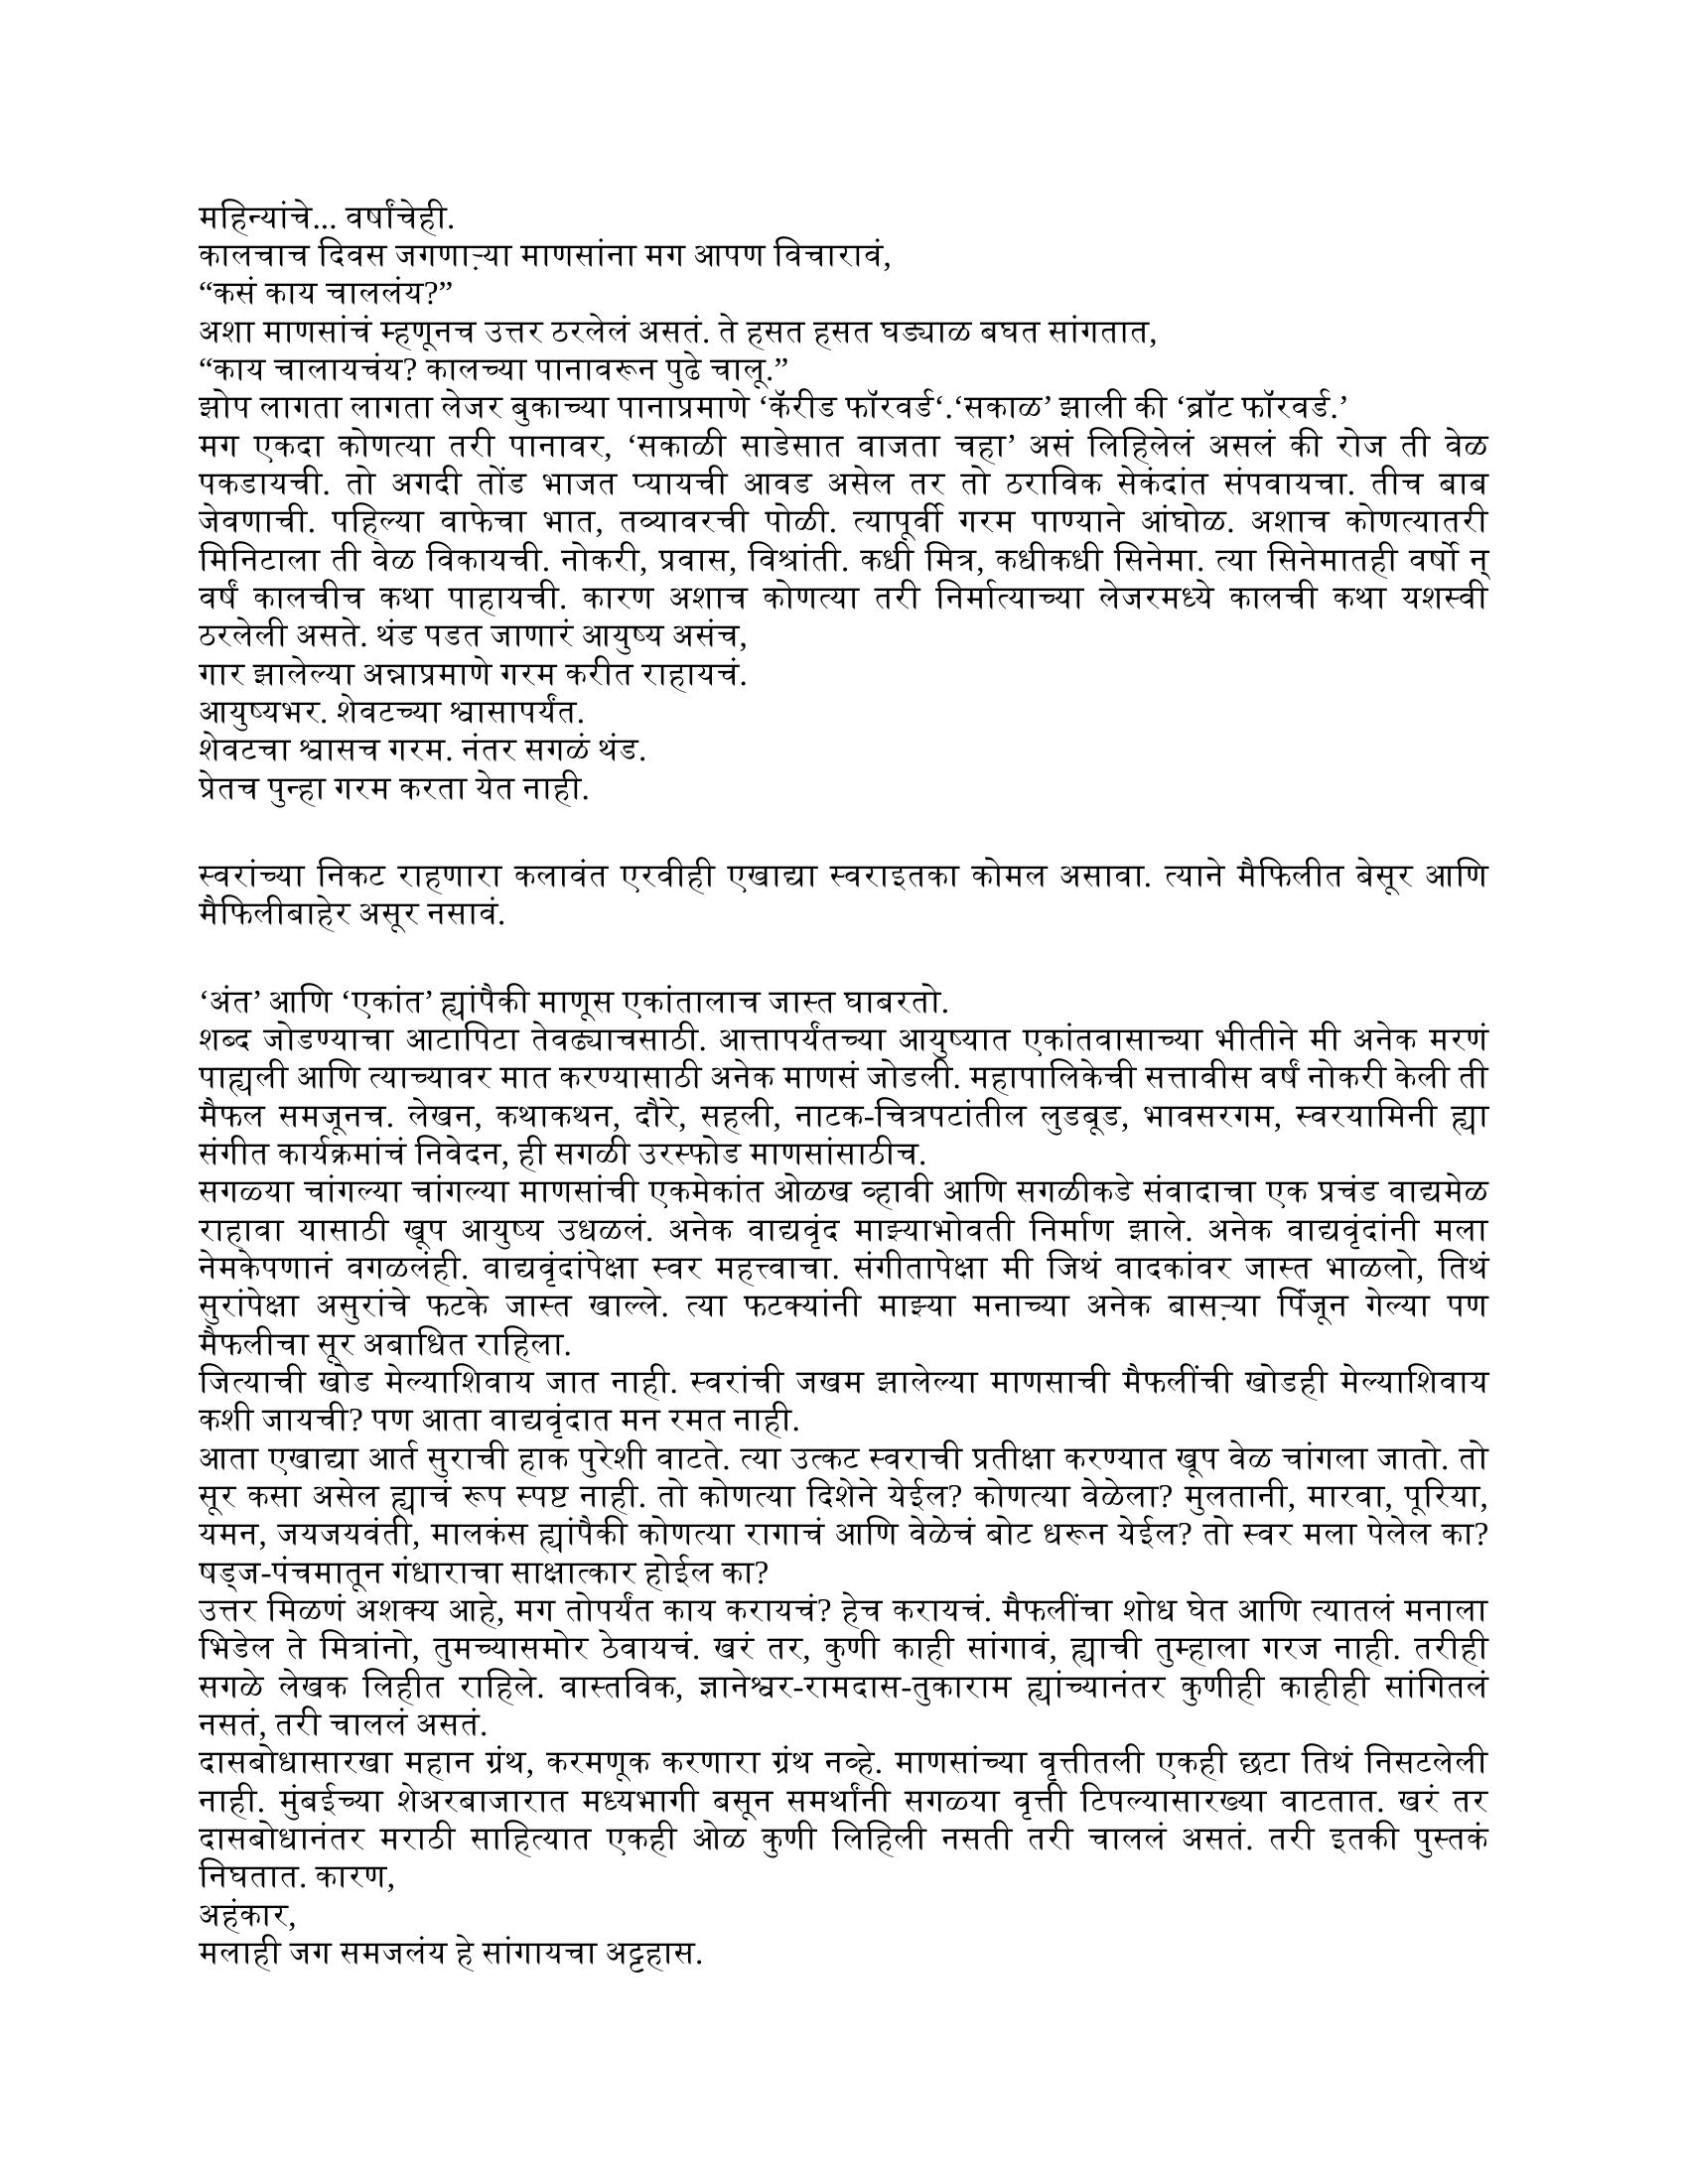 महिन्यांचे... वर्षांचेही.
कालचाच दिवस जगणाऱ्या माणसांना मग आपण विचारावं,
“कसं काय चाललंय?”
अशा माणसांचं म्हणूनच उत्तर ठरलेलं असतं. ते हसत हसत घड्याळ बघत सांगतात,
“काय चालायचंय? कालच्या पानावरून पुढे चालू.”
झोप लागता लागता लेजर बुकाच्या पानाप्रमाणे ‘कॅरीड फॉरवर्ड‘.‘सकाळ’ झाली की ‘ब्रॉट फॉरवर्ड.’
मग एकदा कोणत्या तरी पानावर, ‘सकाळी साडेसात वाजता चहा’ असं लिहिलेलं असलं की रोज ती वेळ
पकडायची. तो अगदी तोंड भाजत प्यायची आवड असेल तर तो ठराविक सेकंदांत संपवायचा. तीच बाब
जेवणाची. पहिल्या वाफेचा भात, तव्यावरची पोळी. त्यापूर्वी गरम पाण्याने आंघोळ. अशाच कोणत्यातरी
मिनिटाला ती वेळ विकायची. नोकरी, प्रवास, विश्रांती. कधी मित्र, कधीकधी सिनेमा. त्या सिनेमातही वर्षो न्
वर्षं कालचीच कथा पाहायची. कारण अशाच कोणत्या तरी निर्मात्याच्या लेजरमध्ये कालची कथा यशस्वी
ठरलेली असते. थंड पडत जाणारं आयुष्य असंच,
गार झालेल्या अन्नाप्रमाणे गरम करीत राहायचं.
आयुष्यभर. शेवटच्या श्वासापर्यंत.
शेवटचा श्वासच गरम. नंतर सगळं थंड.
प्रेतच पुन्हा गरम करता येत नाही.
स्वरांच्या निकट राहणारा कलावंत एरवीही एखाद्या स्वराइतका कोमल असावा. त्याने मैफिलीत बेसूर आणि
मैफिलीबाहेर असूर नसावं.
‘अंत’ आणि ‘एकांत’ ह्यांपैकी माणूस एकांतालाच जास्त घाबरतो.
शब्द जोडण्याचा आटापिटा तेवढ्याचसाठी. आत्तापर्यंतच्या आयुष्यात एकांतवासाच्या भीतीने मी अनेक मरणं
पाह्यली आणि त्याच्यावर मात करण्यासाठी अनेक माणसं जोडली. महापालिकेची सत्तावीस वर्षं नोकरी केली ती
मैफल समजूनच. लेखन, कथाकथन, दौरे, सहली, नाटक-चित्रपटांतील लुडबूड, भावसरगम, स्वरयामिनी ह्या
संगीत कार्यक्रमांचं निवेदन, ही सगळी उरस्फोड माणसांसाठीच.
सगळ्या चांगल्या चांगल्या माणसांची एकमेकांत ओळख व्हावी आणि सगळीकडे संवादाचा एक प्रचंड वाद्यमेळ
राहावा यासाठी खूप आयुष्य उधळलं. अनेक वाद्यवृंद माझ्याभोवती निर्माण झाले. अनेक वाद्यवृंदांनी मला
नेमकेपणानं वगळलंही. वाद्यवृंदांपेक्षा स्वर महत्त्वाचा. संगीतापेक्षा मी जिथं वादकांवर जास्त भाळलो, तिथं
सुरांपेक्षा असुरांचे फटके जास्त खाल्ले. त्या फटक्यांनी माझ्या मनाच्या अनेक बासऱ्या पिंजून गेल्या पण
मैफलीचा सूर अबाधित राहिला.
जित्याची खोड मेल्याशिवाय जात नाही. स्वरांची जखम झालेल्या माणसाची मैफलींची खोडही मेल्याशिवाय
कशी जायची? पण आता वाद्यवृंदात मन रमत नाही.
आता एखाद्या आर्त सुराची हाक पुरेशी वाटते. त्या उत्कट स्वराची प्रतीक्षा करण्यात खूप वेळ चांगला जातो. तो
सूर कसा असेल ह्याचं रूप स्पष्ट नाही. तो कोणत्या दिशेने येईल? कोणत्या वेळेला? मुलतानी, मारवा, पूरिया,
यमन, जयजयवंती, मालकंस ह्यांपैकी कोणत्या रागाचं आणि वेळेचं बोट धरून येईल? तो स्वर मला पेलेल का?
षड्ज-पंचमातून गंधाराचा साक्षात्कार होईल का?
उत्तर मिळणं अशक्य आहे, मग तोपर्यंत काय करायचं? हेच करायचं. मैफलींचा शोध घेत आणि त्यातलं मनाला
भिडेल ते मित्रांनो, तुमच्यासमोर ठेवायचं. खरं तर, कुणी काही सांगावं, ह्याची तुम्हाला गरज नाही. तरीही
सगळे लेखक लिहीत राहिले. वास्तविक, ज्ञानेश्वर-रामदास-तुकाराम ह्यांच्यानंतर कुणीही काहीही सांगितलं
नसतं, तरी चाललं असतं.
दासबोधासारखा महान ग्रंथ, करमणूक करणारा ग्रंथ नव्हे. माणसांच्या वृत्तीतली एकही छटा तिथं निसटलेली
नाही. मुंबईच्या शेअरबाजारात मध्यभागी बसून समर्थांनी सगळ्या वृत्ती टिपल्यासारख्या वाटतात. खरं तर
दासबोधानंतर मराठी साहित्यात एकही ओळ कुणी लिहिली नसती तरी चाललं असतं. तरी इतकी पुस्तकं
निघतात. कारण,
अहंकार,
मलाही जग समजलंय हे सांगायचा अट्टहास.